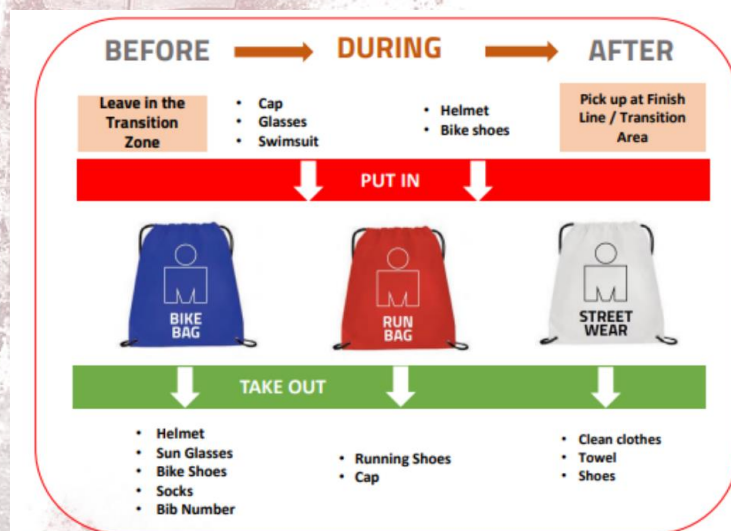 BEFORE DURING AFTER
Leave in the
Transition
Zone
• Cap
• Glasses
• Swimsuit
• Helmet
• Bike shoes
Pick up at Finish
Line / Transition
Area
PUT IN
BIKE
BAG
RUN
BAG
STREET
WEAR
TAKE OUT
• Helmet
• Sun Glasses
• Bike Shoes
• Socks
• Bib Number
• Running Shoes
• Cap
• Clean clothes
• Towel
• Shoes